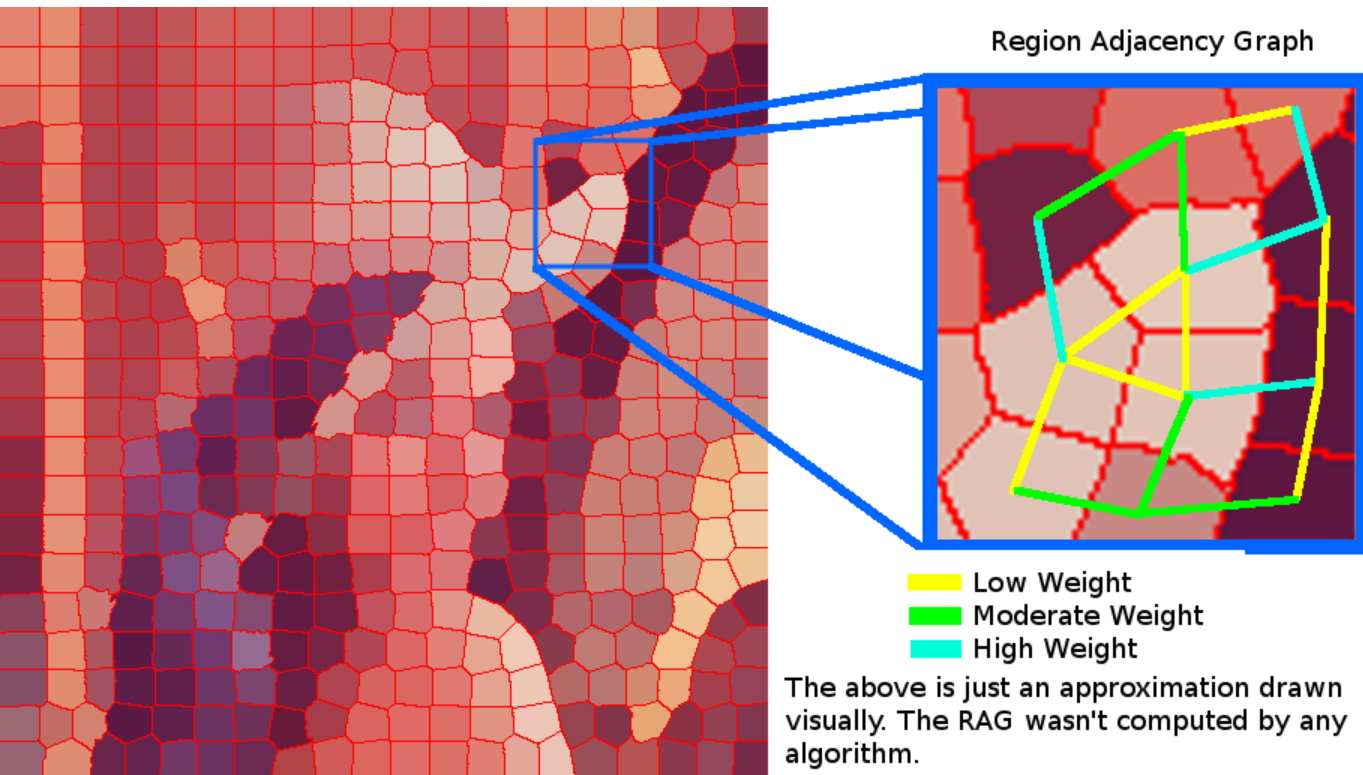 Region Adjacency Graph
Low Weight
Moderate Weight
High Weight
The above is just an approximation drawn
visually. The RAG wasn't computed by any
algorithm.